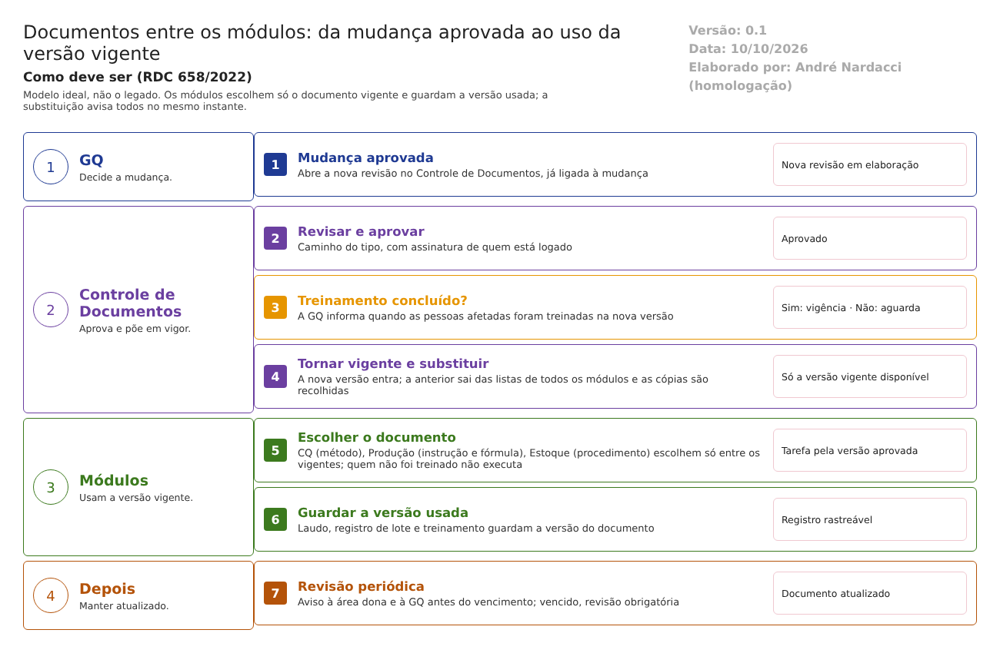 Documentos entre os módulos: da mudança aprovada ao uso da
versão vigente
Como deve ser (RDC 658/2022)
Modelo ideal, não o legado. Os módulos escolhem só o documento vigente e guardam a versão usada; a
substituição avisa todos no mesmo instante.
Versão: 0.1
Data: 10/10/2026
Elaborado por: André Nardacci
(homologação)
1
GQ
Decide a mudança.
1
Mudança aprovada
Abre a nova revisão no Controle de Documentos, já ligada à mudança
Nova revisão em elaboração
2
Controle de
Documentos
Aprova e põe em vigor.
2
Revisar e aprovar
Caminho do tipo, com assinatura de quem está logado
Aprovado
3
Treinamento concluído?
A GQ informa quando as pessoas afetadas foram treinadas na nova versão
Sim: vigência · Não: aguarda
4
Tornar vigente e substituir
A nova versão entra; a anterior sai das listas de todos os módulos e as cópias são
recolhidas
Só a versão vigente disponível
3
Módulos
Usam a versão vigente.
5
Escolher o documento
CQ (método), Produção (instrução e fórmula), Estoque (procedimento) escolhem só entre os
vigentes; quem não foi treinado não executa
Tarefa pela versão aprovada
6
Guardar a versão usada
Laudo, registro de lote e treinamento guardam a versão do documento
Registro rastreável
4
Depois
Manter atualizado.
7
Revisão periódica
Aviso à área dona e à GQ antes do vencimento; vencido, revisão obrigatória
Documento atualizado